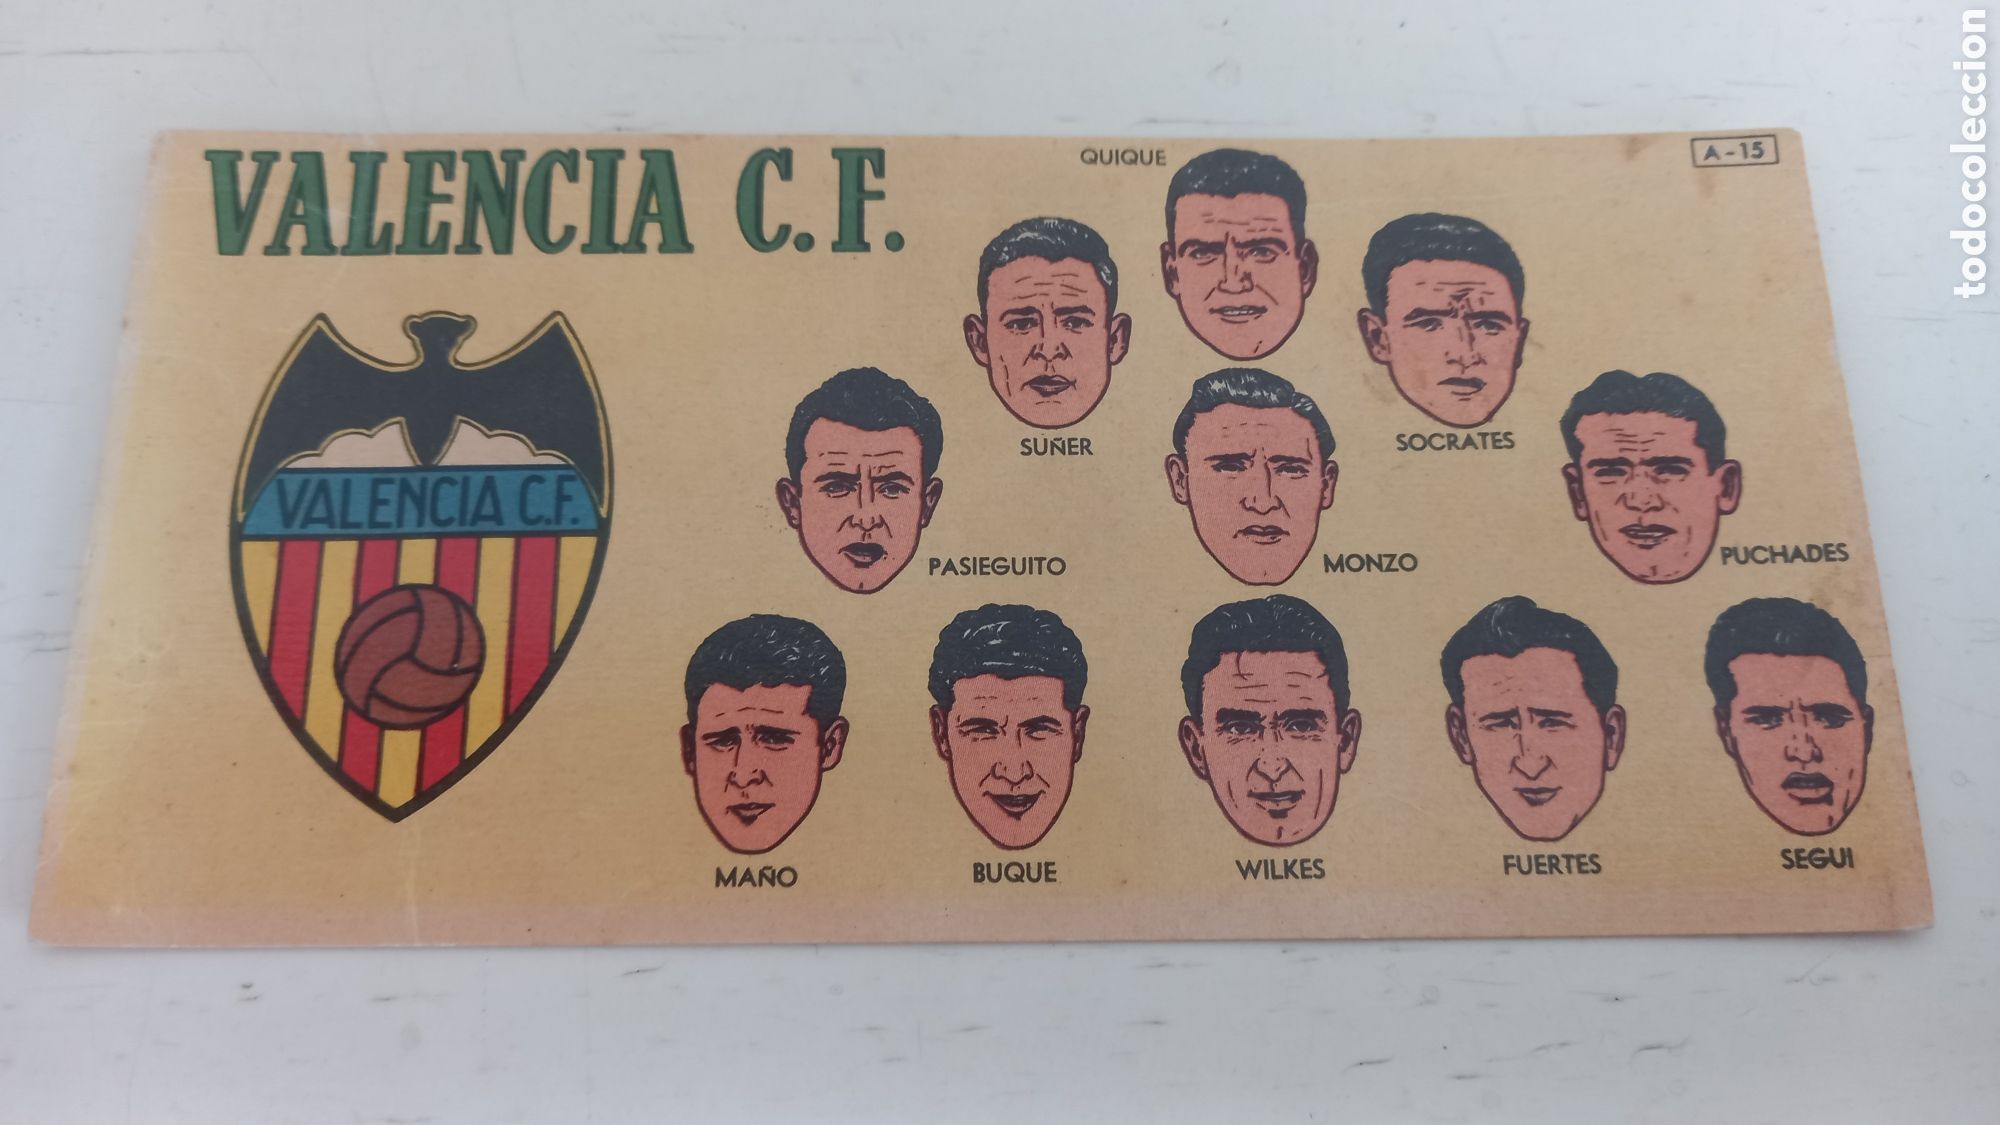 VALENCIA C.F.
QUIQUE
A-15
VALENCIA C.F.
SUÑER
SOCRATES
PASIEGUITO
MONZO
PUCHADES
MAÑO
BUQUE
WILKES
FUERTES
SEGUI
todocoleccion